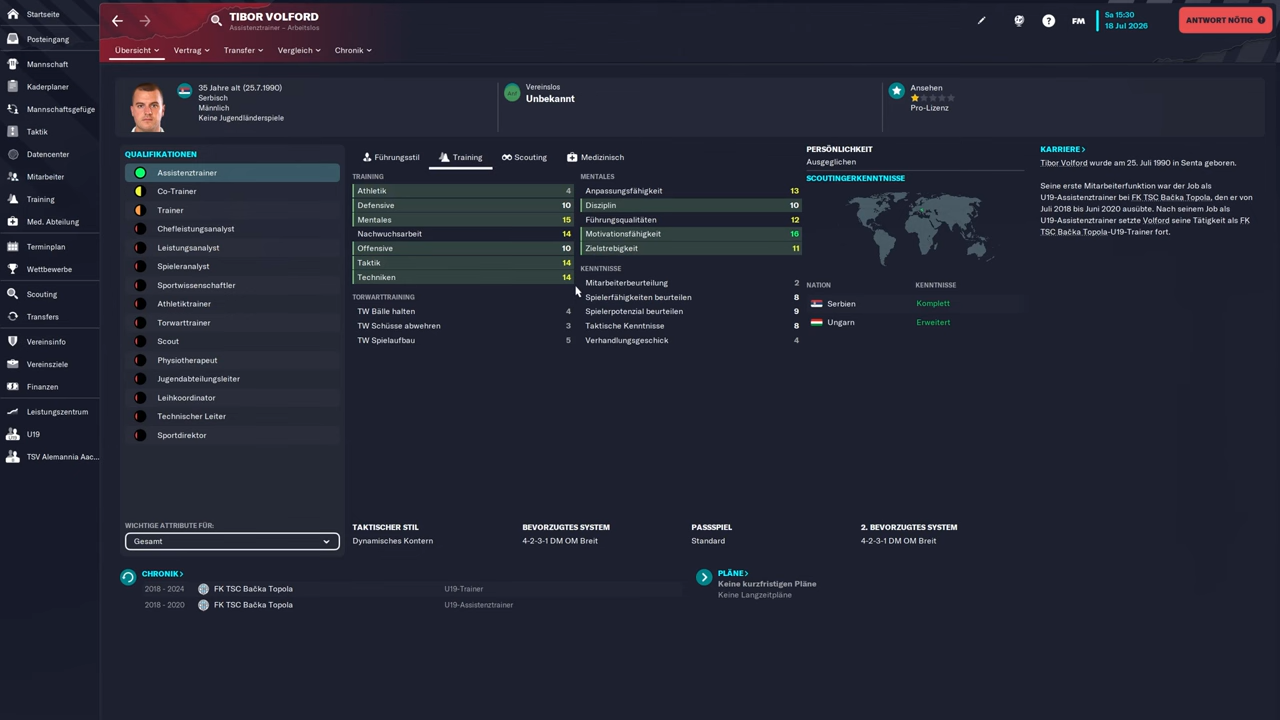 Startseite
Posteingang
Mannschaft
Kaderplaner
Mannschaftsgefüge
Taktik
Datencenter
Mitarbeiter
Training
Med. Abteilung
Terminplan
Wettbewerbe
Scouting
Transfers
Vereinsinfo
Vereinsziele
Finanzen
Leistungszentrum
U19
TSV Alemannia Aac...
TIBOR VOLFORD
Assistenztrainer - Arbeitslos
FM
Sa 15:30
18 Jul 2026
ANTWORT NÖTIG
Übersicht Vertrag Transfer Vergleich Chronik
35 Jahre alt (25.7.1990)
Serbisch
Männlich
Keine Jugendländerspiele
Vereinslos
Unbekannt
Ansehen
Pro-Lizenz
QUALIFIKATIONEN
Assistenztrainer
Co-Trainer
Trainer
Chefleistungsanalyst
Leistungsanalyst
Spieleranalyst
Sportwissenschaftler
Athletiktrainer
Torwarttrainer
Scout
Physiotherapeut
Jugendabteilungsleiter
Leihkoordinator
Technischer Leiter
Sportdirektor
WICHTIGE ATTRIBUTE FÜR:
Gesamt
Führungsstil Training Scouting Medizinisch
TRAINING
Athletik 4
Defensive 10
Mentales 15
Nachwuchsarbeit 14
Offensive 10
Taktik 14
Techniken 14
TORWARTTRAINING
TW Bälle halten 4
TW Schüsse abwehren 3
TW Spielaufbau 5
MENTALES
Anpassungsfähigkeit 13
Disziplin 10
Führungsqualitäten 12
Motivationsfähigkeit 16
Zielstrebigkeit 11
KENNTNISSE
Mitarbeiterbeurteilung 2
Spielerfähigkeiten beurteilen 8
Spielerpotenzial beurteilen 9
Taktische Kenntnisse 8
Verhandlungsgeschick 4
PERSÖNLICHKEIT
Ausgeglichen
SCOUTINGERKENNTNISSE
NATION KENNTNISSE
Serbien Komplett
Ungarn Erweitert
KARRIERE >
Tibor Volford wurde am 25. Juli 1990 in Senta geboren.
Seine erste Mitarbeiterfunktion war der Job als
U19-Assistenztrainer bei FK TSC Bačka Topola, den er von
Juli 2018 bis Juni 2020 ausübte. Nach seinem Job als
U19-Assistenztrainer setzte Volford seine Tätigkeit als FK
TSC Bačka Topola-U19-Trainer fort.
TAKTISCHER STIL
Dynamisches Kontern
BEVORZUGTES SYSTEM
4-2-3-1 DM OM Breit
PASSSPIEL
Standard
2. BEVORZUGTES SYSTEM
4-2-3-1 DM OM Breit
CHRONIK >
2018 - 2024 FK TSC Bačka Topola U19-Trainer
2018 - 2020 FK TSC Bačka Topola U19-Assistenztrainer
PLÄNE >
Keine kurzfristigen Pläne
Keine Langzeitpläne